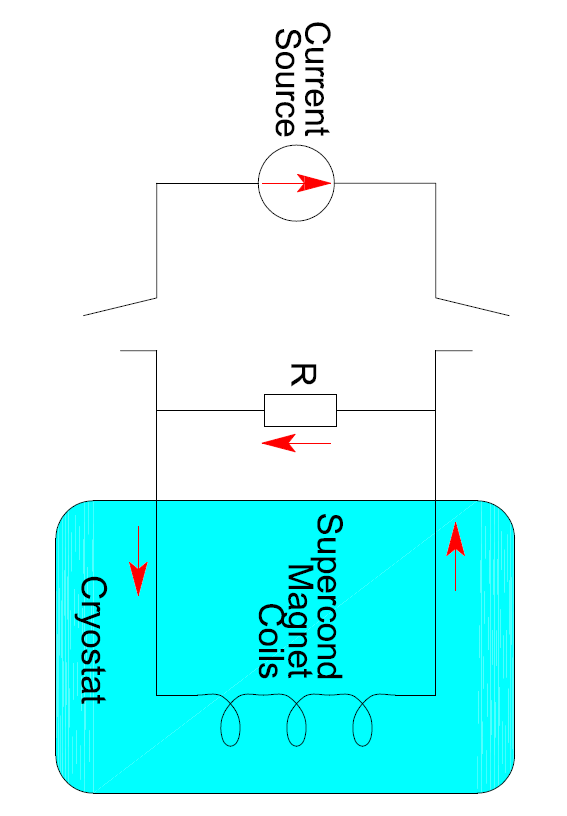 Current
Source
R
Supercond
Magnet
Coils
Cryostat